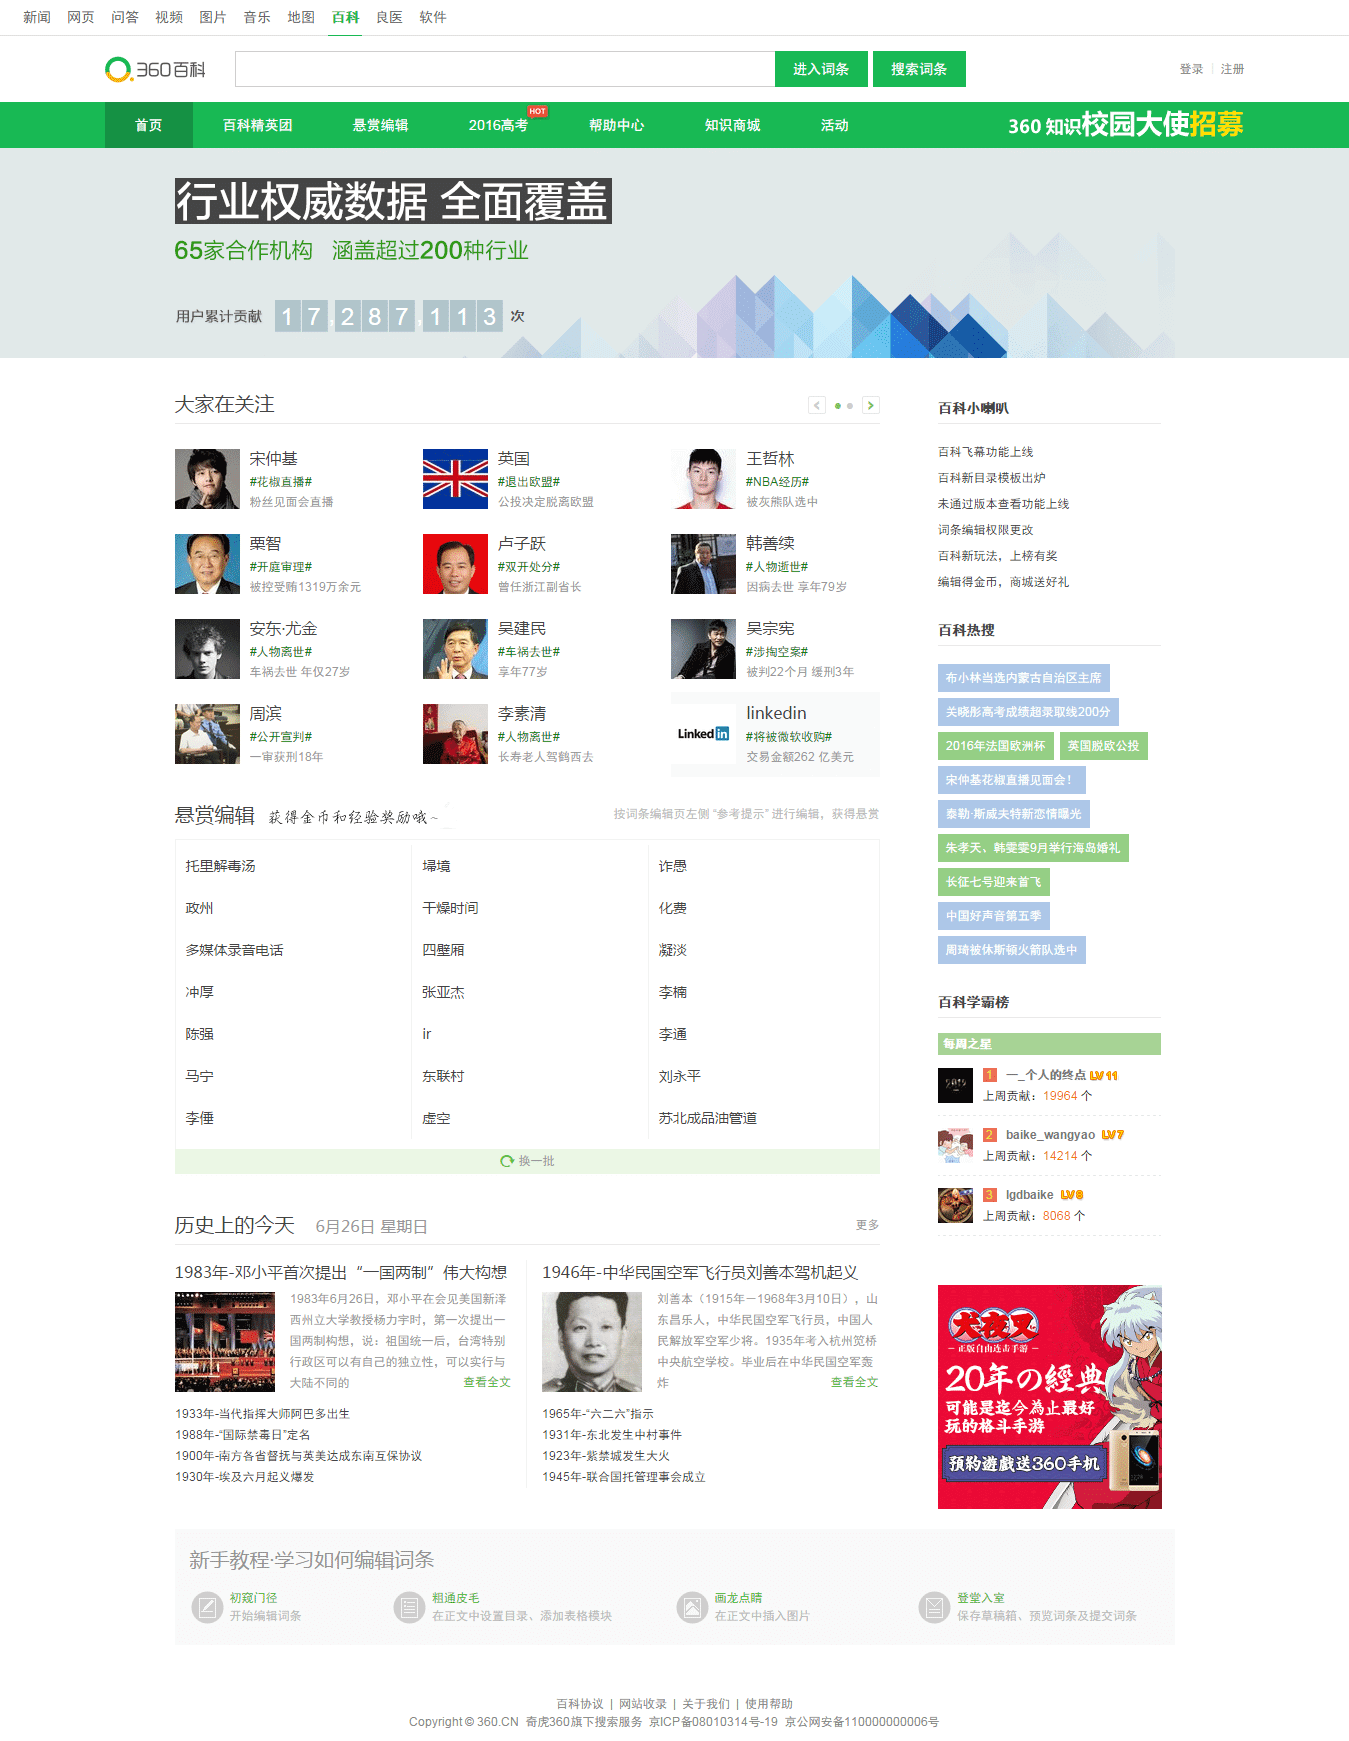 新闻 网页 问答 视频 图片 音乐 地图 百科 良医 软件
360百科 进入词条 搜索词条 登录 | 注册
首页 百科精英团 悬赏编辑 2016高考 HOT 帮助中心 知识商城 活动 360 知识校园大使招募
行业权威数据 全面覆盖
65家合作机构 涵盖超过200种行业
用户累计贡献 17,287,113 次
大家在关注
宋仲基
#花椒直播#
粉丝见面会直播
英国
#退出欧盟#
公投决定脱离欧盟
王哲林
#NBA经历#
被灰熊队选中
栗智
#开庭审理#
被控受贿1319万余元
卢子跃
#双开处分#
曾任浙江副省长
韩善续
#人物逝世#
因病去世 享年79岁
安东·尤金
#人物离世#
车祸去世 年仅27岁
吴建民
#车祸去世#
享年77岁
吴宗宪
#涉掏空案#
被判22个月 缓刑3年
周滨
#公开宣判#
一审获刑18年
李素清
#人物离世#
长寿老人驾鹤西去
Linked in
linkedin
#将被微软收购#
交易金额262 亿美元
悬赏编辑 获得金币和经验奖励哦~ 按词条编辑页左侧 “参考提示” 进行编辑，获得悬赏
托里解毒汤 埽境 诈愚
政州 干燥时间 化费
多媒体录音电话 四壁厢 凝淡
冲厚 张亚杰 李楠
陈强 ir 李通
马宁 东联村 刘永平
李倕 虚空 苏北成品油管道
换一批
历史上的今天 6月26日 星期日 更多
1983年-邓小平首次提出“一国两制”伟大构想
1983年6月26日，邓小平在会见美国新泽
西州立大学教授杨力宇时，第一次提出一
国两制构想，说：祖国统一后，台湾特别
行政区可以有自己的独立性，可以实行与
大陆不同的 查看全文
1933年-当代指挥大师阿巴多出生
1988年-“国际禁毒日”定名
1900年-南方各省督抚与英美达成东南互保协议
1930年-埃及六月起义爆发
1946年-中华民国空军飞行员刘善本驾机起义
刘善本（1915年－1968年3月10日），山
东昌乐人，中华民国空军飞行员，中国人
民解放军空军少将。1935年考入杭州笕桥
中央航空学校。毕业后在中华民国空军轰
炸 查看全文
1965年-“六二六”指示
1931年-东北发生中村事件
1923年-紫禁城发生大火
1945年-联合国托管理事会成立
百科小喇叭
百科飞幕功能上线
百科新目录模板出炉
未通过版本查看功能上线
词条编辑权限更改
百科新玩法，上榜有奖
编辑得金币，商城送好礼
百科热搜
布小林当选内蒙古自治区主席
关晓彤高考成绩超录取线200分
2016年法国欧洲杯 英国脱欧公投
宋仲基花椒直播见面会！
泰勒·斯威夫特新恋情曝光
朱孝天、韩雯雯9月举行海岛婚礼
长征七号迎来首飞
中国好声音第五季
周琦被休斯顿火箭队选中
百科学霸榜
每周之星
2012
1 一_个人的终点 LV11
上周贡献：19964 个
2 baike_wangyao LV7
上周贡献：14214 个
3 lgdbaike LV8
上周贡献：8068 个
犬夜叉
正版自由连击手游
20年の經典
可能是迄今為止最好
玩的格斗手游
預約遊戲送360手机
新手教程·学习如何编辑词条
初窥门径
开始编辑词条
粗通皮毛
在正文中设置目录、添加表格模块
画龙点睛
在正文中插入图片
登堂入室
保存草稿箱、预览词条及提交词条
百科协议 | 网站收录 | 关于我们 | 使用帮助
Copyright © 360.CN 奇虎360旗下搜索服务 京ICP备08010314号-19 京公网安备110000000006号